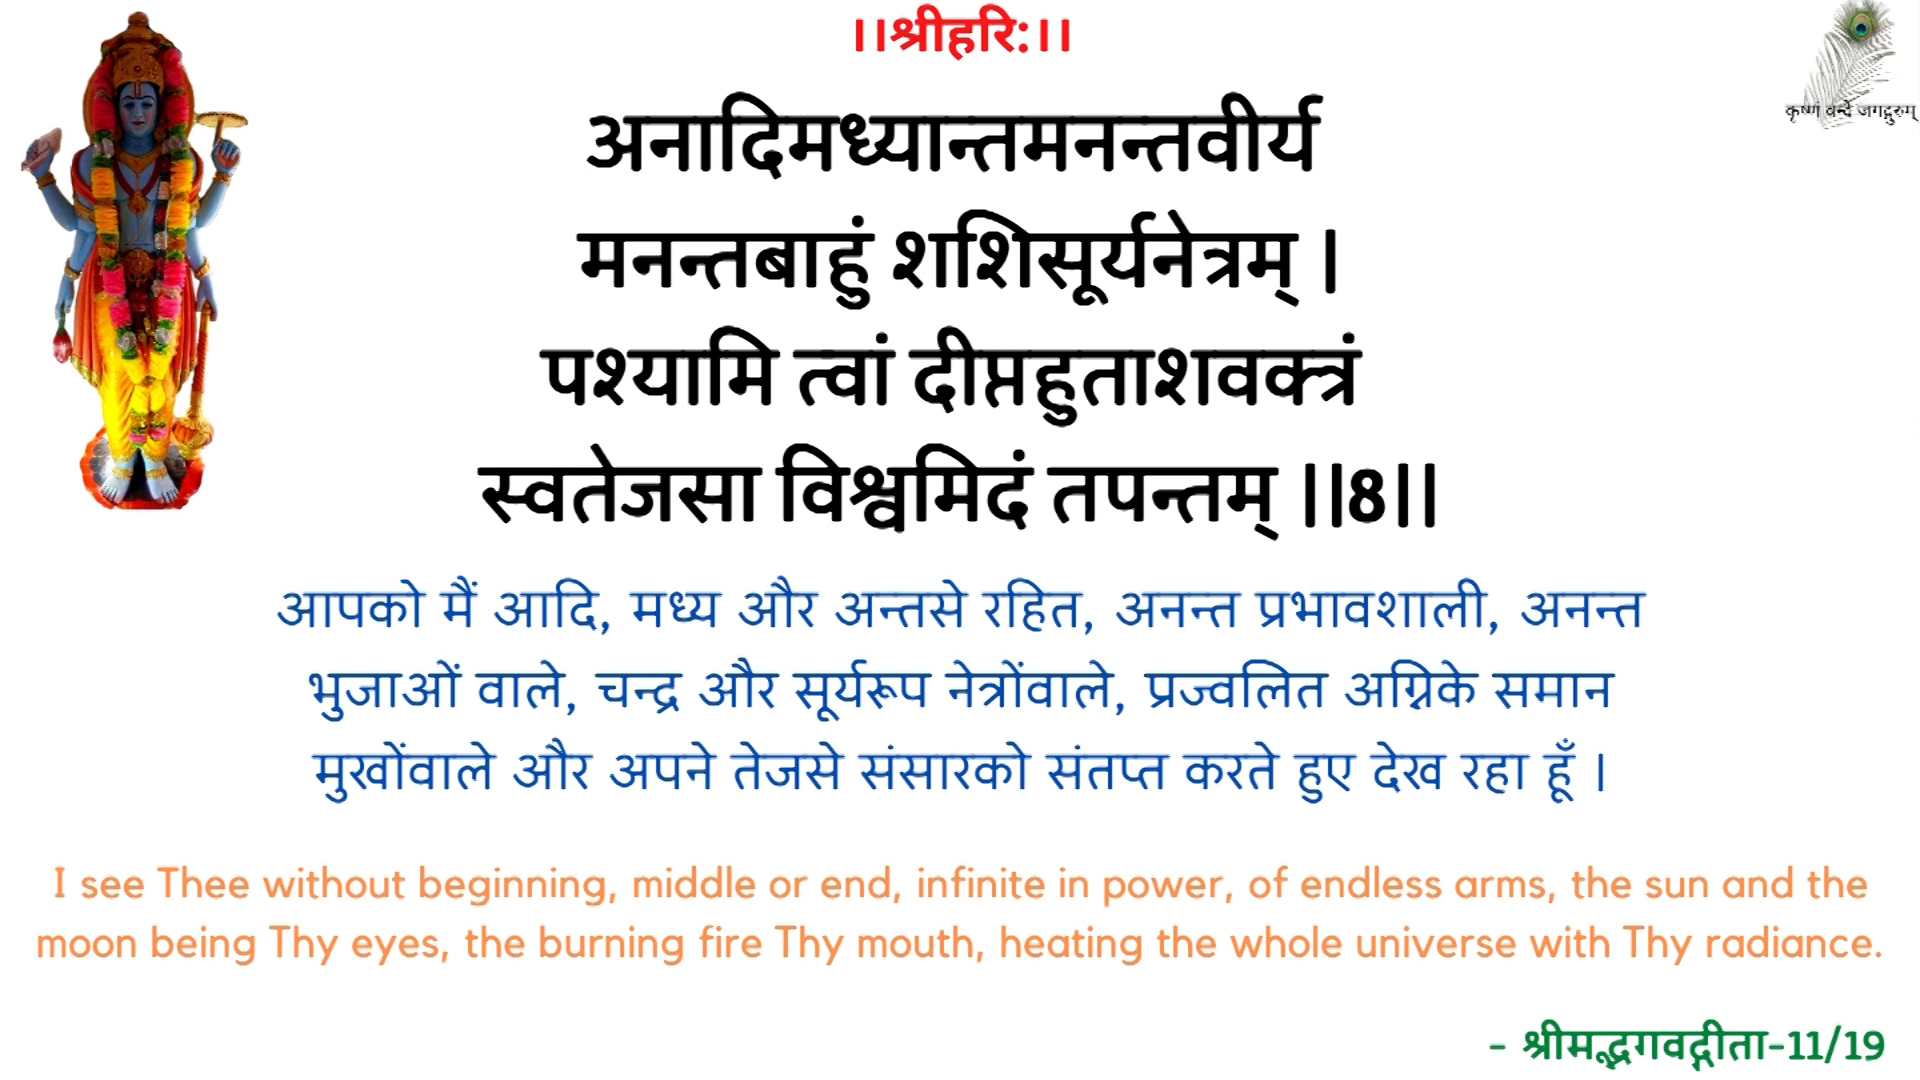 ।।श्रीहरि:।।
कृष्णं वन्दे जगद्गुरुम्
अनादिमध्यान्तमनन्तवीर्य
मनन्तबाहुं शशिसूर्यनेत्रम् |
पश्यामि त्वां दीप्तहुताशवक्त्रं
स्वतेजसा विश्वमिदं तपन्तम् ||8||
आपको मैं आदि, मध्य और अन्तसे रहित, अनन्त प्रभावशाली, अनन्त
भुजाओं वाले, चन्द्र और सूर्यरूप नेत्रोंवाले, प्रज्वलित अग्निके समान
मुखोंवाले और अपने तेजसे संसारको संतप्त करते हुए देख रहा हूँ ।
I see Thee without beginning, middle or end, infinite in power, of endless arms, the sun and the
moon being Thy eyes, the burning fire Thy mouth, heating the whole universe with Thy radiance.
- श्रीमद्भगवद्गीता-11/19